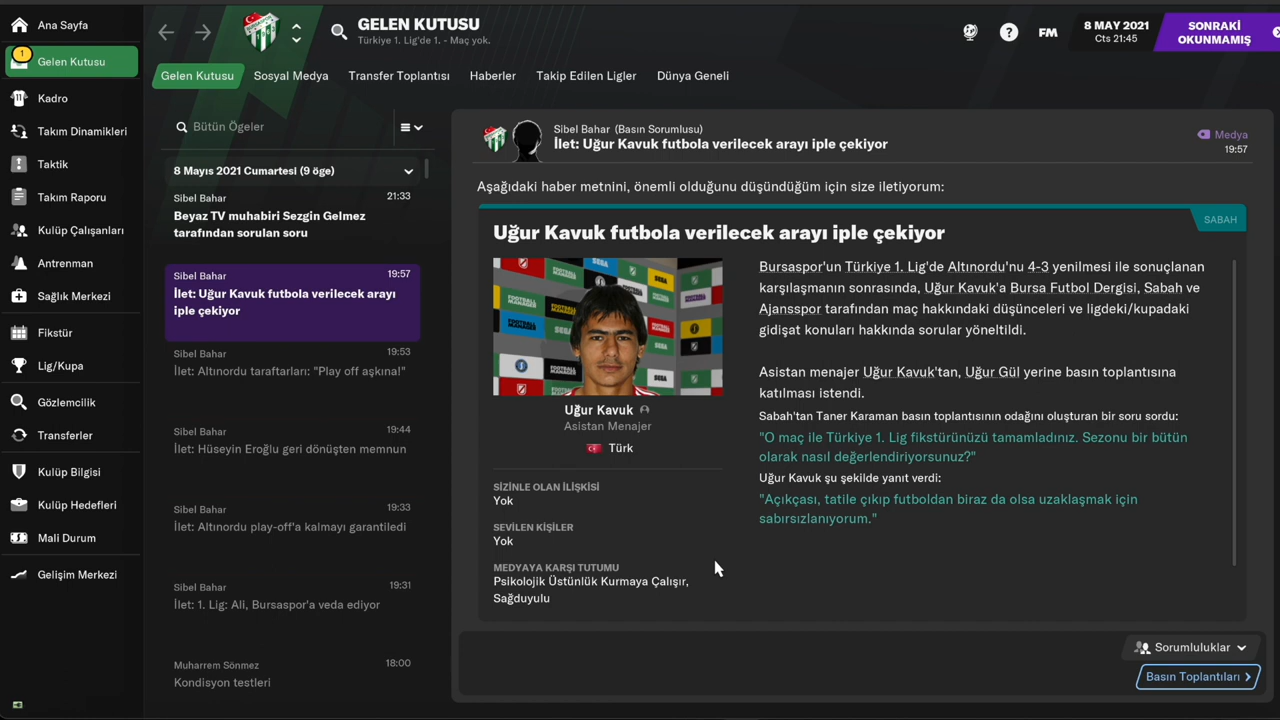 Ana Sayfa
1
Gelen Kutusu
Kadro
Takım Dinamikleri
Taktik
Takım Raporu
Kulüp Çalışanları
Antrenman
Sağlık Merkezi
Fikstür
Lig/Kupa
Gözlemcilik
Transferler
Kulüp Bilgisi
Kulüp Hedefleri
Mali Durum
Gelişim Merkezi
GELEN KUTUSU
Türkiye 1. Lig'de 1. - Maç yok.
FM
8 MAY 2021
Cts 21:45
SONRAKİ
OKUNMAMIŞ
Gelen Kutusu
Sosyal Medya
Transfer Toplantısı
Haberler
Takip Edilen Ligler
Dünya Geneli
Bütün Ögeler
8 Mayıs 2021 Cumartesi (9 öge)
Sibel Bahar 21:33
Beyaz TV muhabiri Sezgin Gelmez
tarafından sorulan soru
Sibel Bahar 19:57
İlet: Uğur Kavuk futbola verilecek arayı
iple çekiyor
Sibel Bahar 19:53
İlet: Altınordu taraftarları: "Play off aşkına!"
Sibel Bahar 19:44
İlet: Hüseyin Eroğlu geri dönüşten memnun
Sibel Bahar 19:33
İlet: Altınordu play-off'a kalmayı garantiledi
Sibel Bahar 19:31
İlet: 1. Lig: Ali, Bursaspor'a veda ediyor
Muharrem Sönmez 18:00
Kondisyon testleri
Sibel Bahar (Basın Sorumlusu)
İlet: Uğur Kavuk futbola verilecek arayı iple çekiyor
Medya
19:57
Aşağıdaki haber metnini, önemli olduğunu düşündüğüm için size iletiyorum:
SABAH
Uğur Kavuk futbola verilecek arayı iple çekiyor
Uğur Kavuk
Asistan Menajer
Türk
SİZİNLE OLAN İLİŞKİSİ
Yok
SEVİLEN KİŞİLER
Yok
MEDYAYA KARŞI TUTUMU
Psikolojik Üstünlük Kurmaya Çalışır,
Sağduyulu
Bursaspor'un Türkiye 1. Lig'de Altınordu'nu 4-3 yenilmesi ile sonuçlanan
karşılaşmanın sonrasında, Uğur Kavuk'a Bursa Futbol Dergisi, Sabah ve
Ajansspor tarafından maç hakkındaki düşünceleri ve ligdeki/kupadaki
gidişat konuları hakkında sorular yöneltildi.
Asistan menajer Uğur Kavuk'tan, Uğur Gül yerine basın toplantısına
katılması istendi.
Sabah'tan Taner Karaman basın toplantısının odağını oluşturan bir soru sordu:
"O maç ile Türkiye 1. Lig fikstürünüzü tamamladınız. Sezonu bir bütün
olarak nasıl değerlendiriyorsunuz?"
Uğur Kavuk şu şekilde yanıt verdi:
"Açıkçası, tatile çıkıp futboldan biraz da olsa uzaklaşmak için
sabırsızlanıyorum."
Sorumluluklar
Basın Toplantıları